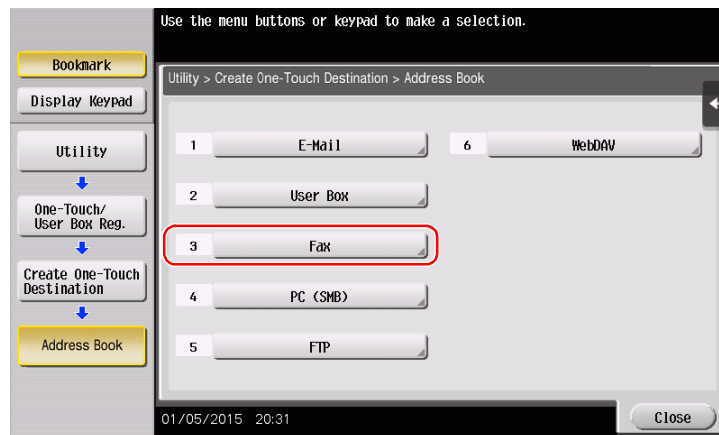 Use the menu buttons or keypad to make a selection.
Bookmark
Display Keypad
Utility
One-Touch/
User Box Reg.
Create One-Touch
Destination
Address Book
Utility > Create One-Touch Destination > Address Book
1 E-Mail
2 User Box
3 Fax
4 PC (SMB)
5 FTP
6 WebDAV
01/05/2015 20:31
Close